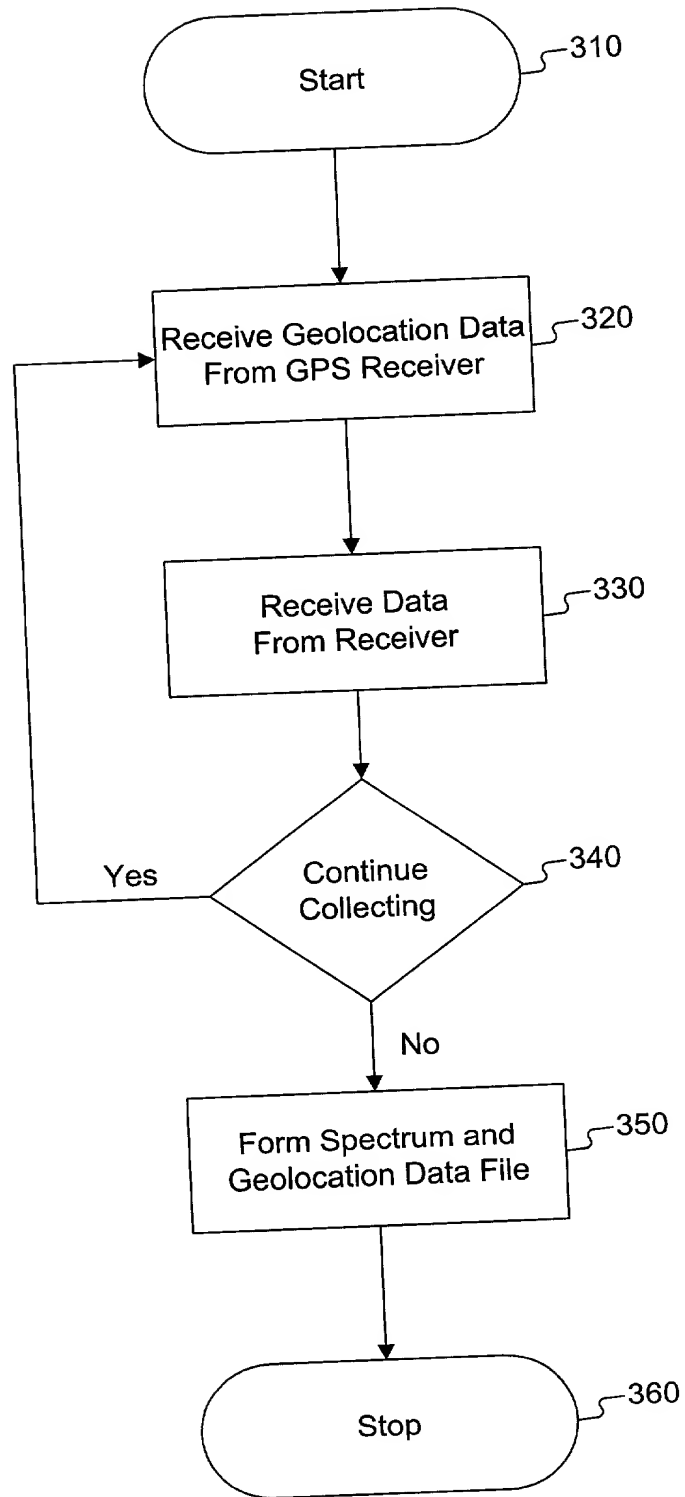 Start
310
Receive Geolocation Data
From GPS Receiver
320
Receive Data
From Receiver
330
Continue
Collecting
340
Yes
No
Form Spectrum and
Geolocation Data File
350
Stop
360